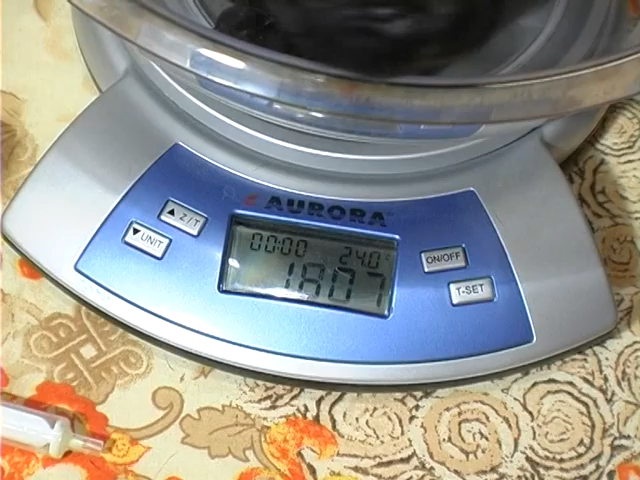 AURORA
▲ Z/T
▼ UNIT
00:00 24.0°
1807
ON/OFF
T-SET